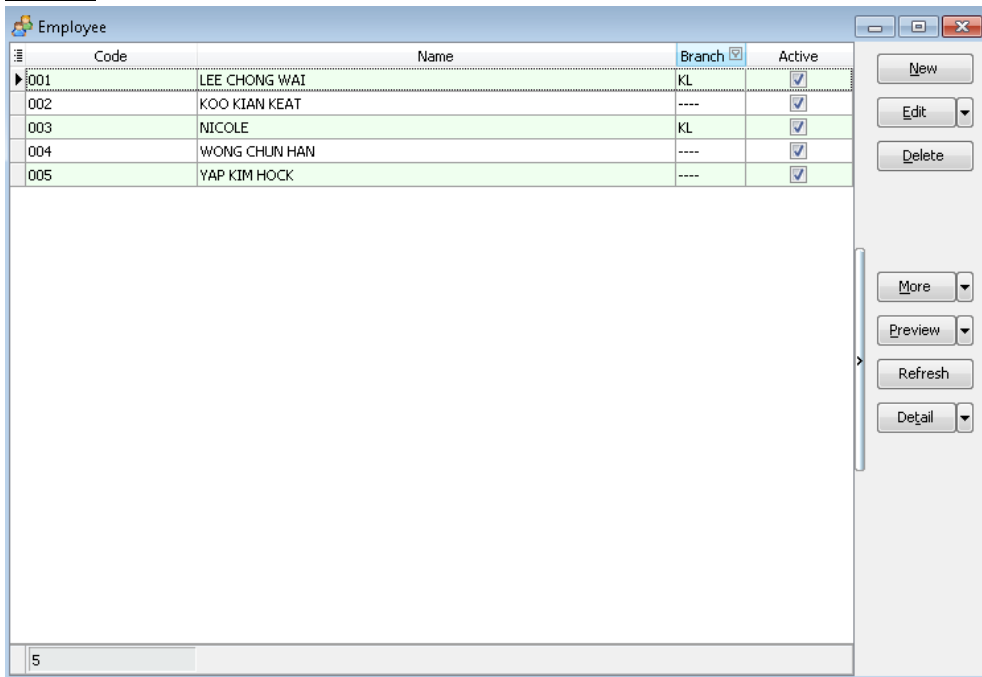 Employee
Code Name Branch Active
001 LEE CHONG WAI KL
002 KOO KIAN KEAT ----
003 NICOLE KL
004 WONG CHUN HAN ----
005 YAP KIM HOCK ----
5
New
Edit
Delete
More
Preview
Refresh
Detail